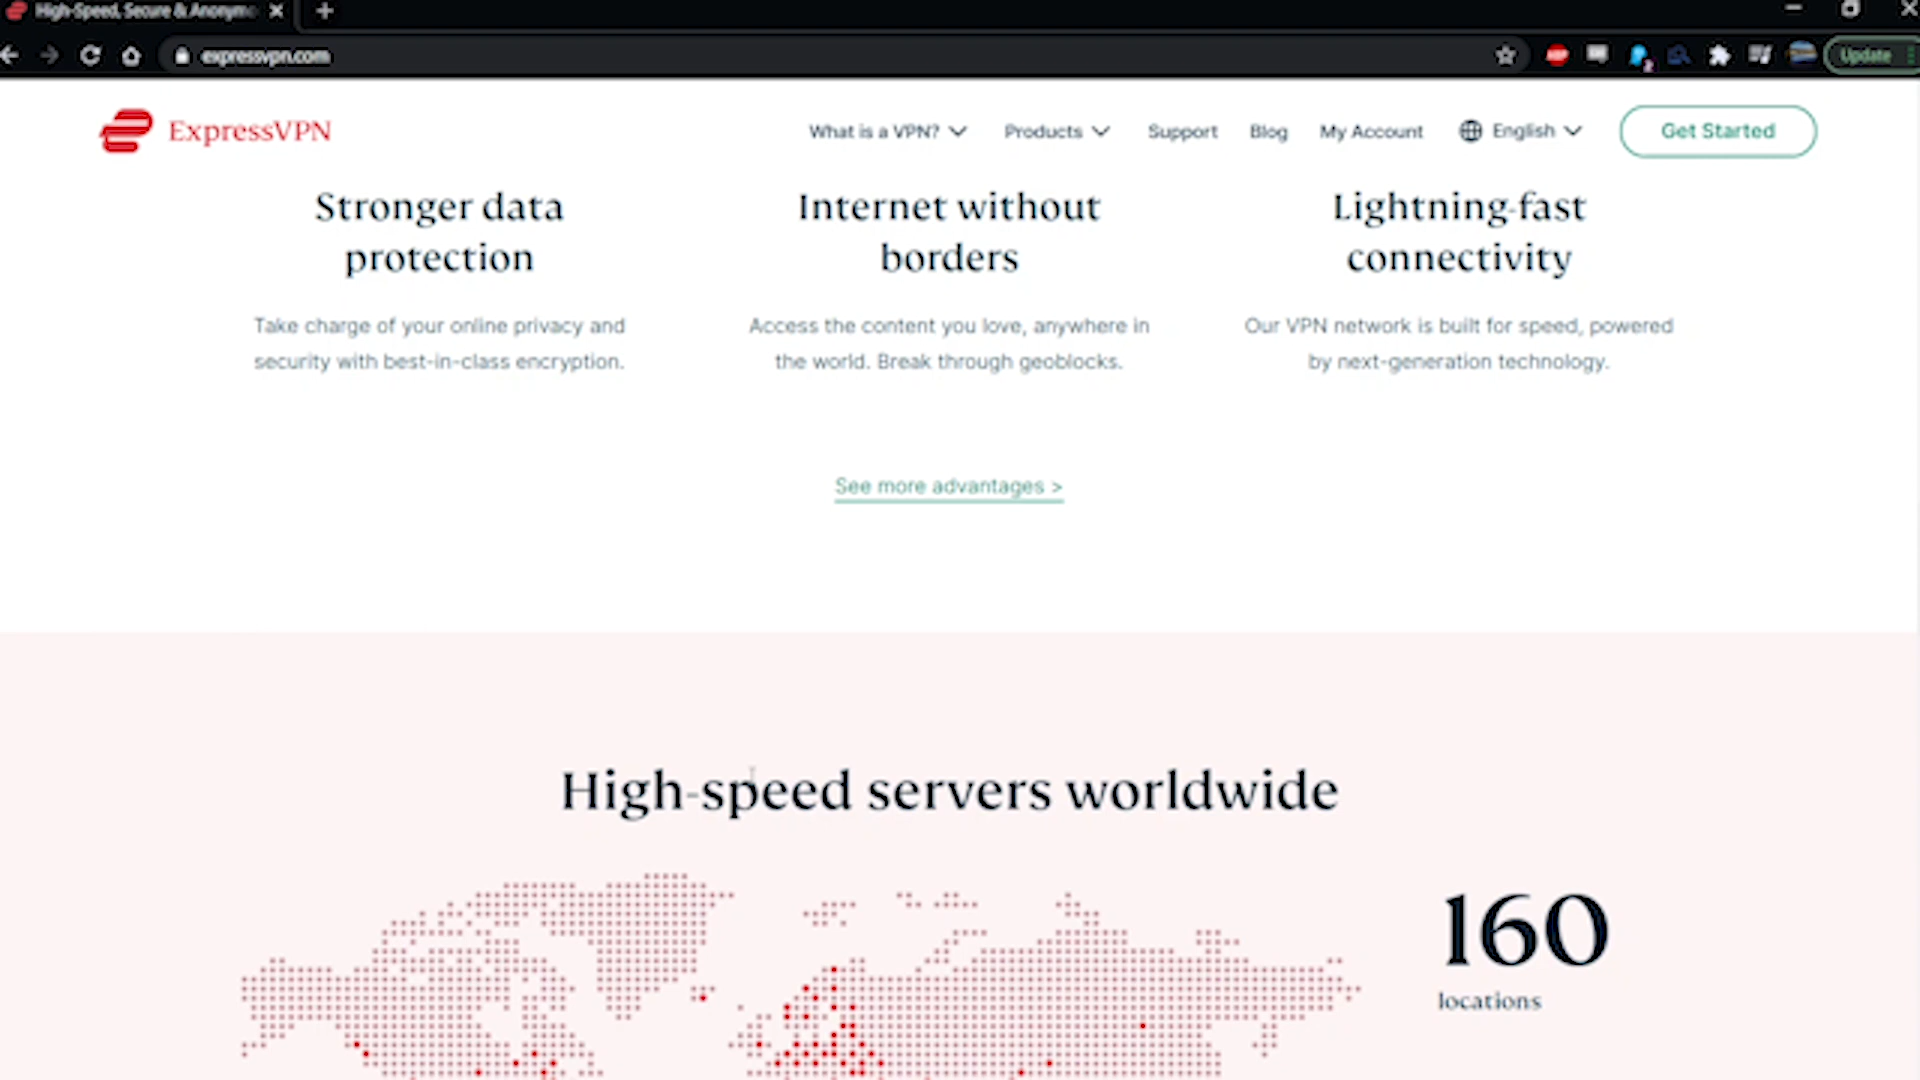 High-Speed, Secure & Anonym
expressvpn.com
Update
ExpressVPN
What is a VPN?
Products
Support
Blog
My Account
English
Get Started
Stronger data
protection
Internet without
borders
Lightning-fast
connectivity
Take charge of your online privacy and
security with best-in-class encryption.
Access the content you love, anywhere in
the world. Break through geoblocks.
Our VPN network is built for speed, powered
by next-generation technology.
See more advantages >
High-speed servers worldwide
160
locations